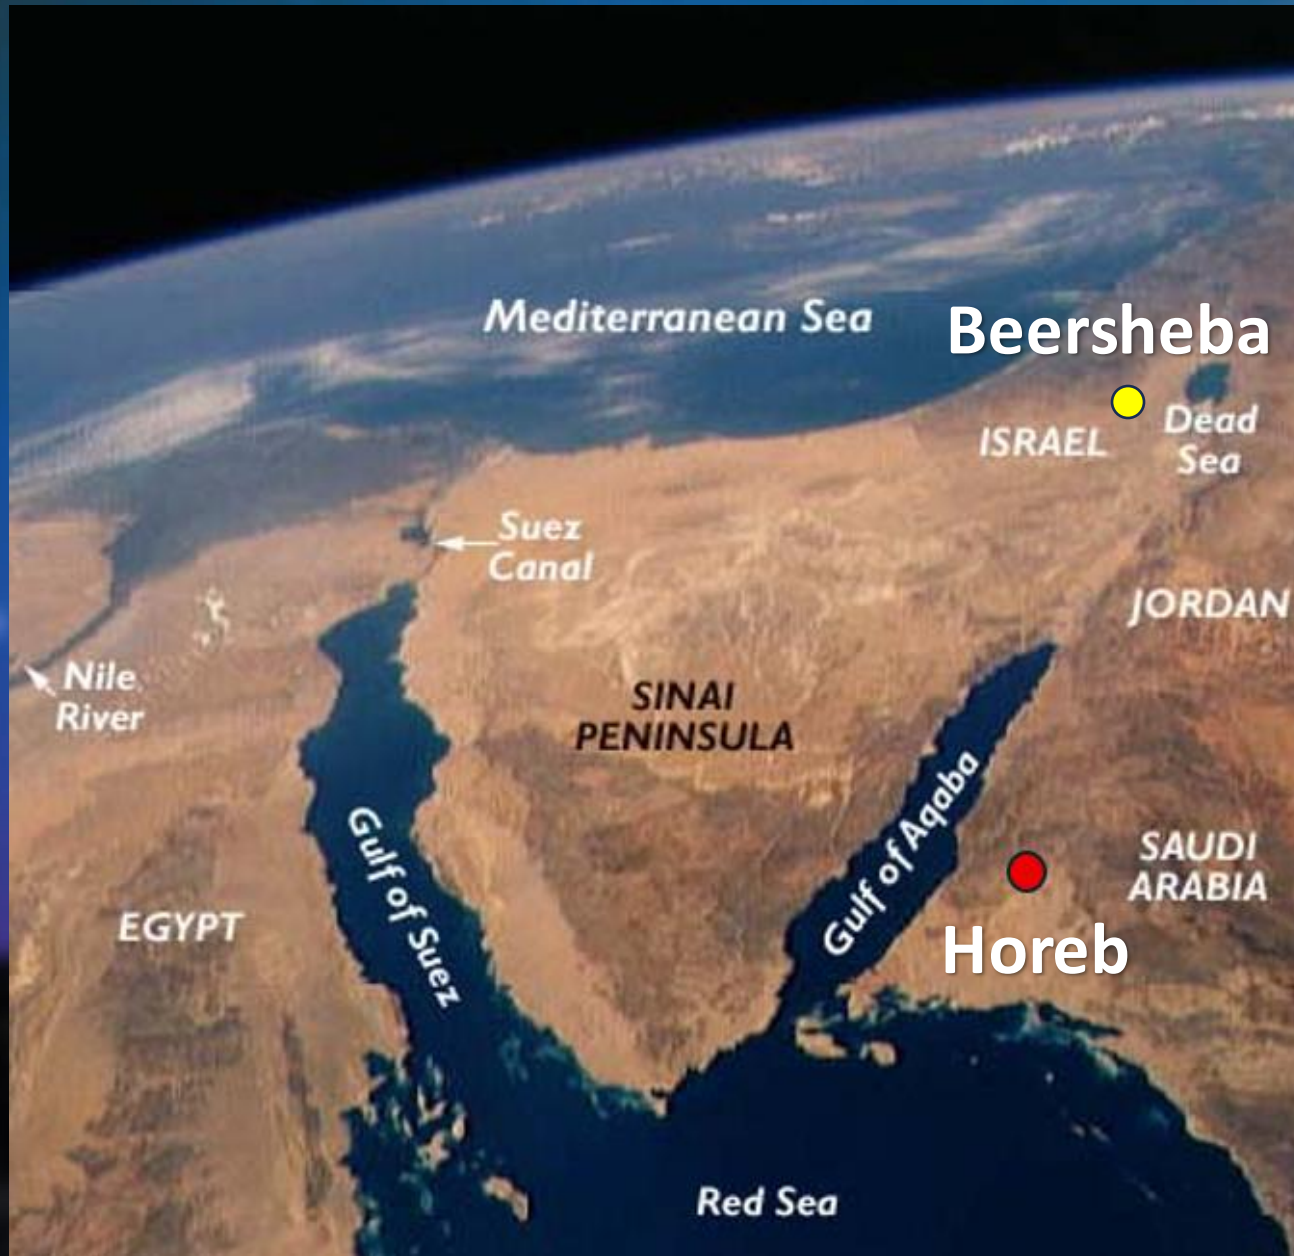 Mediterranean Sea
Beersheba
ISRAEL
Dead
Sea
Suez
Canal
JORDAN
Nile
River
SINAI
PENINSULA
Gulf of Suez
Gulf of Aqaba
SAUDI
ARABIA
EGYPT
Horeb
Red Sea